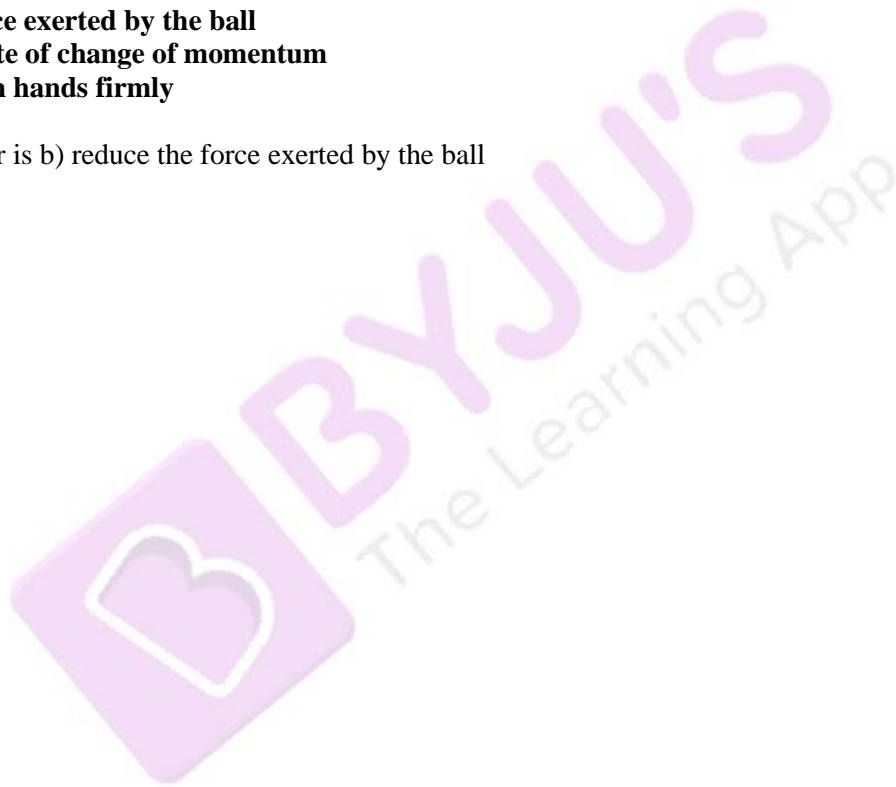 ce exerted by the ball
te of change of momentum
n hands firmly
r is b) reduce the force exerted by the ball
BYJU'S
The Learning App